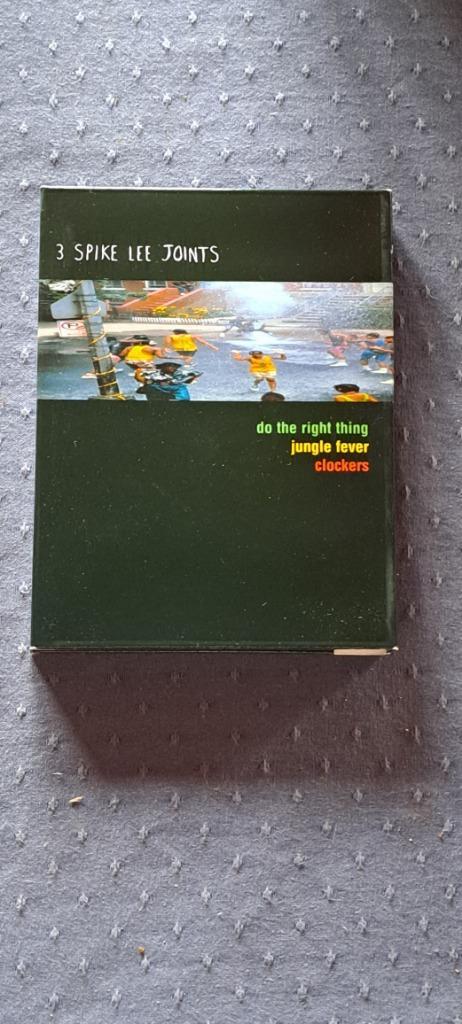 3 SPIKE LEE JOINTS
do the right thing
jungle fever
clockers